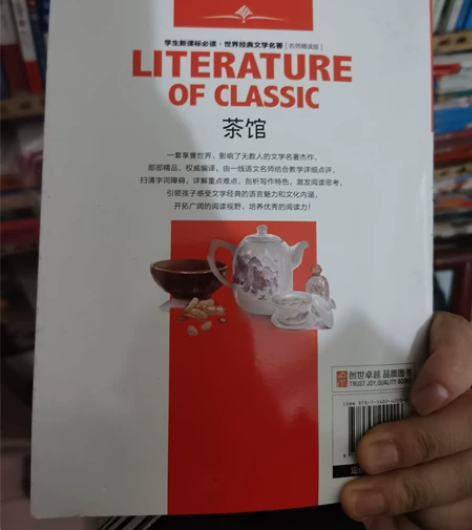 学生新课标必读·世界经典文学名著[名师精读版]
LITERATURE
OF CLASSIC
茶馆
一套享誉世界、影响了无数人的文学名著杰作，
部部精品，权威编译，由一线语文名师结合教学详细点评，
扫清字词障碍，详解重点难点，剖析写作特色，激发阅读思考，
引领孩子感受文学经典的语言魅力和文化内涵，
开拓广阔的阅读视野，培养优秀的阅读力！
创世卓越 品质图书
TRUST JOY,QUALITY BOOKS